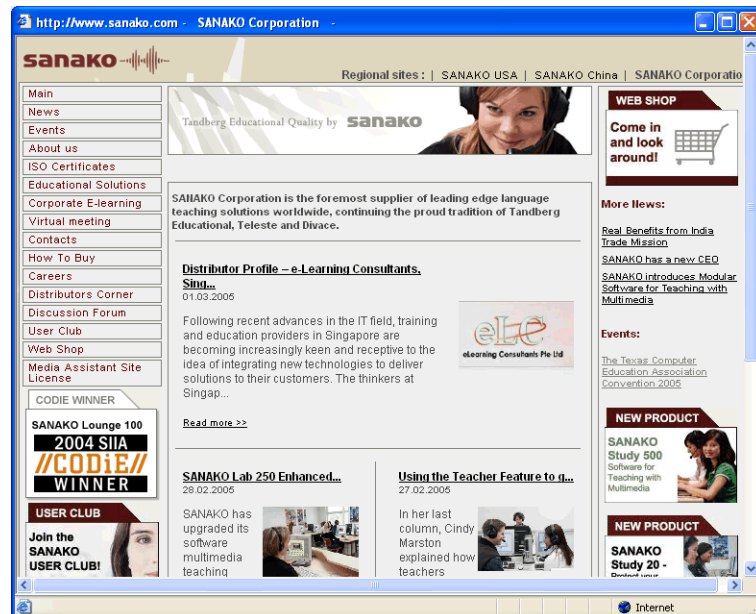 http://www.sanako.com - SANAKO Corporation -
sanako
Regional sites : | SANAKO USA | SANAKO China | SANAKO Corporatio
Main
News
Events
About us
ISO Certificates
Educational Solutions
Corporate E-learning
Virtual meeting
Contacts
How To Buy
Careers
Distributors Corner
Discussion Forum
User Club
Web Shop
Media Assistant Site
License
CODIE WINNER
SANAKO Lounge 100
2004 SIIA
//CODiE//
WINNER
USER CLUB
Join the
SANAKO
USER CLUB!
Tandberg Educational Quality by sanako
SANAKO Corporation is the foremost supplier of leading edge language
teaching solutions worldwide, continuing the proud tradition of Tandberg
Educational, Teleste and Divace.
Distributor Profile – e-Learning Consultants,
Sing...
01.03.2005
Following recent advances in the IT field, training
and education providers in Singapore are
becoming increasingly keen and receptive to the
idea of integrating new technologies to deliver
solutions to their customers. The thinkers at
Singap...
eLC
eLearning Consultants Pte Ltd
Read more >>
SANAKO Lab 250 Enhanced...
28.02.2005
SANAKO has
upgraded its
software
multimedia
teaching
Using the Teacher Feature to g...
27.02.2005
In her last
column, Cindy
Marston
explained how
teachers
WEB SHOP
Come in
and look
around!
More News:
Real Benefits from India
Trade Mission
SANAKO has a new CEO
SANAKO introduces Modular
Software for Teaching with
Multimedia
Events:
The Texas Computer
Education Association
Convention 2005
NEW PRODUCT
SANAKO
Study 500
Software for
Teaching with
Multimedia
NEW PRODUCT
SANAKO
Study 20 -
Protect your
Internet